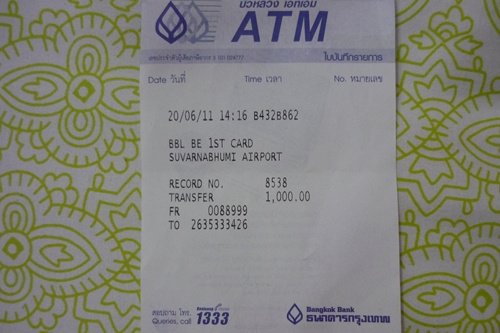 บัวหลวง เอทีเอ็ม
ATM
ใบบันทึกรายการ
Date วันที่ Time เวลา No. หมายเลข
20/06/11 14:16 B432B862
BBL BE 1ST CARD
SUVARNABHUMI AIRPORT
RECORD NO. 8538
TRANSFER 1,000.00
FR 0088999
TO 2635333426
สอบถาม โทร. 1333
Queries, call
Bangkok Bank
ธนาคารกรุงเทพ